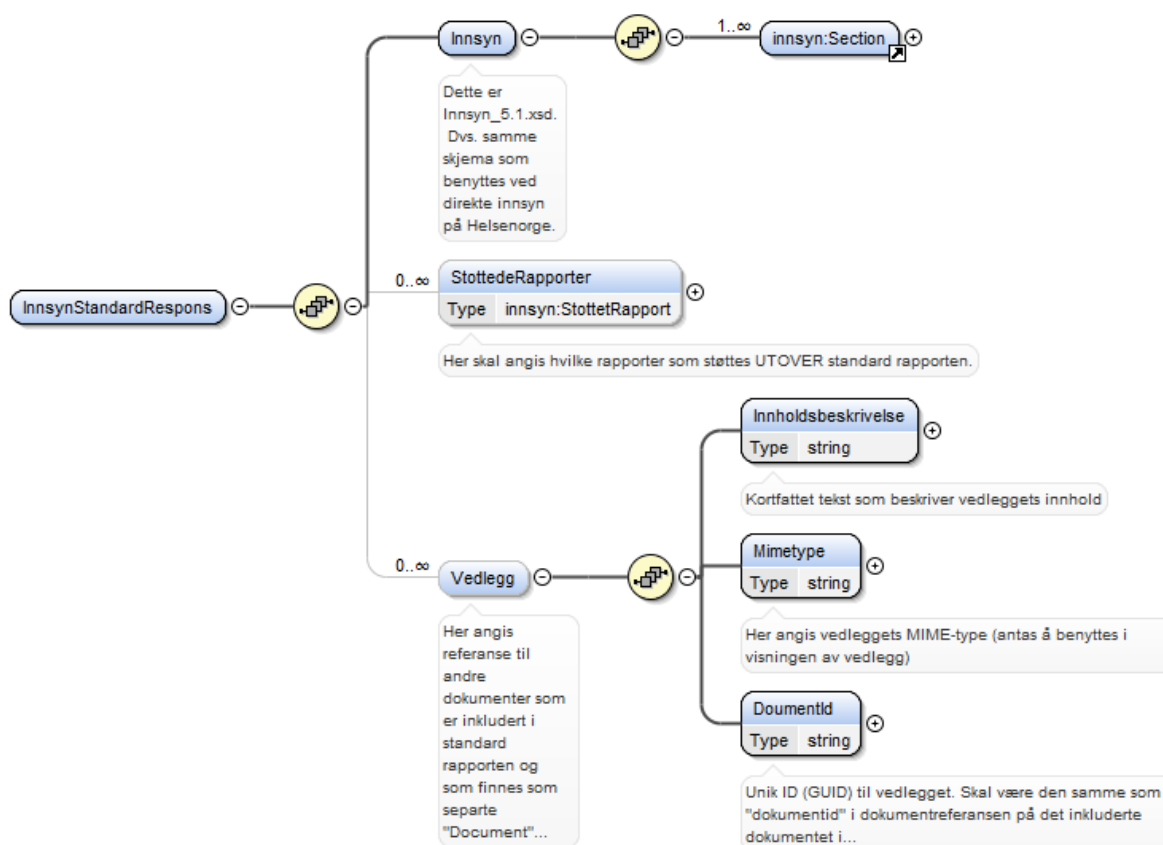 Innsyn
1..∞
innsyn:Section
Dette er
Innsyn_5.1.xsd.
Dvs. samme
skjema som
benyttes ved
direkte innsyn
på Helsenorge.
InnsynStandardRespons
0..∞
StottedeRapporter
Type innsyn:StottetRapport
Her skal angis hvilke rapporter som støttes UTOVER standard rapporten.
0..∞
Vedlegg
Her angis
referanse til
andre
dokumenter som
er inkludert i
standard
rapporten og
som finnes som
separte
"Document"...
Innholdsbeskrivelse
Type string
Kortfattet tekst som beskriver vedleggets innhold
Mimetype
Type string
Her angis vedleggets MIME-type (antas å benyttes i
visningen av vedlegg)
DoumentId
Type string
Unik ID (GUID) til vedlegget. Skal være den samme som
"dokumentid" i dokumentreferansen på det inkluderte
dokumentet i...